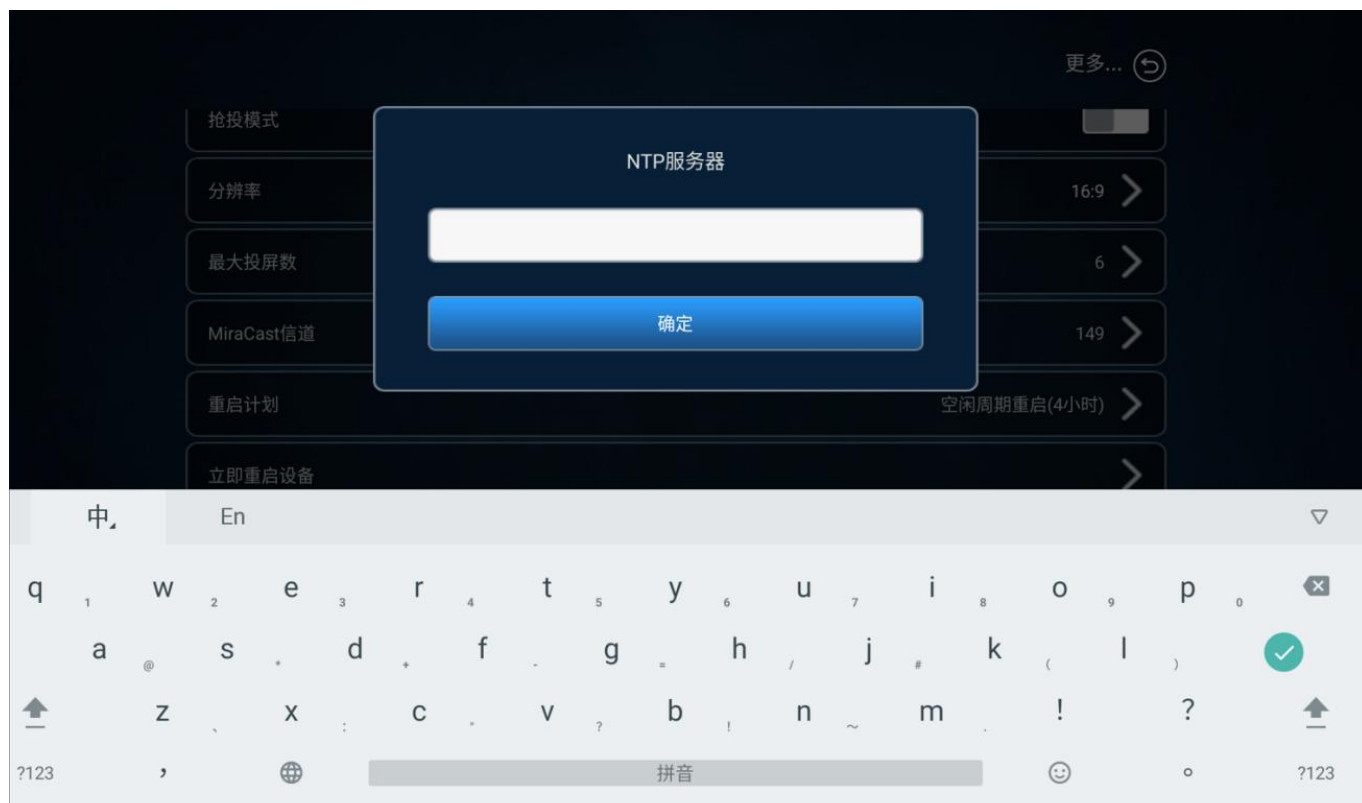 更多...
抢投模式
NTP服务器
分辨率 16:9
最大投屏数 6
确定
MiraCast信道 149
重启计划 空闲周期重启(4小时)
立即重启设备
中 En
q 1 w 2 e 3 r 4 t 5 y 6 u 7 i 8 o 9 p 0
a @ s * d + f - g = h / j # k ( l )
z 、 x : c " v ? b ! n ~ m . ! ?
?123 , 拼音 。 ?123